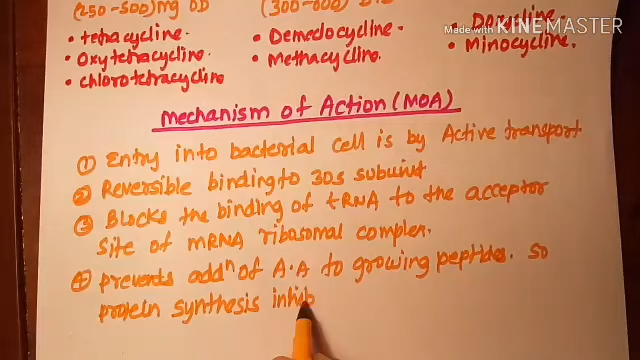 (250-500)mg OD
(300-600)
• tetracycline.
• Demedocycline
• Minocycline.
• Oxytetracycline.
• Methacycline.
• chlorotetracycline
Made with KINEMASTER
Mechanism of Action (MOA)
① Entry into bacterial cell is by Active transport
② Reversible binding to 30s subunit
③ Blocks the binding of tRNA to the acceptor
site of mRNA ribosomal complex.
④ prevents addⁿ of A.A to growing peptides. So
protein synthesis inhib